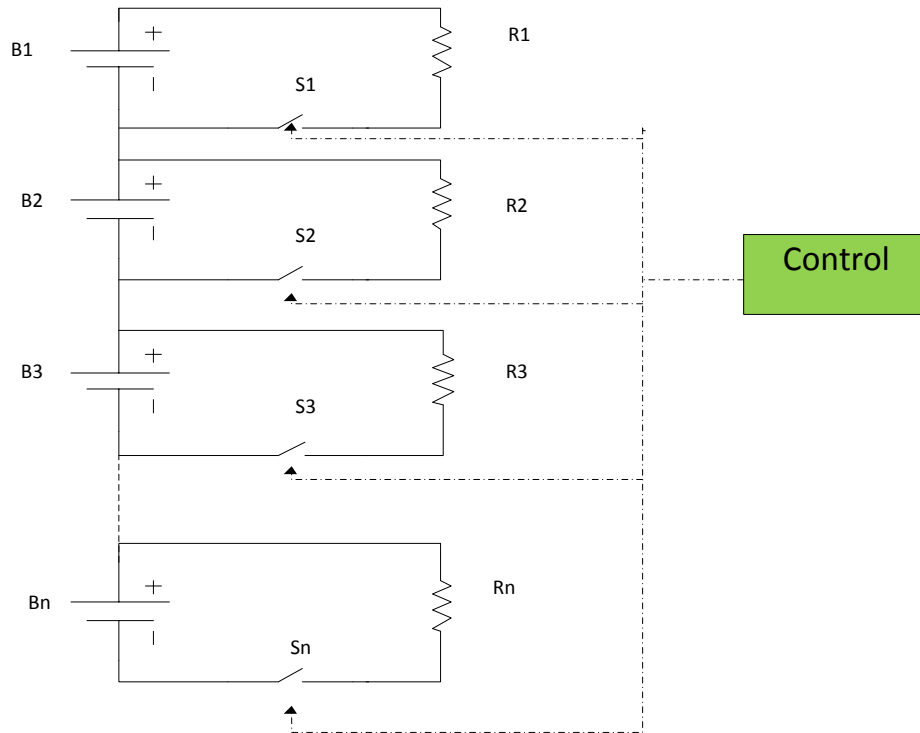 B1
+
R1
S1
B2
+
R2
S2
Control
B3
+
R3
S3
Bn
+
Rn
Sn